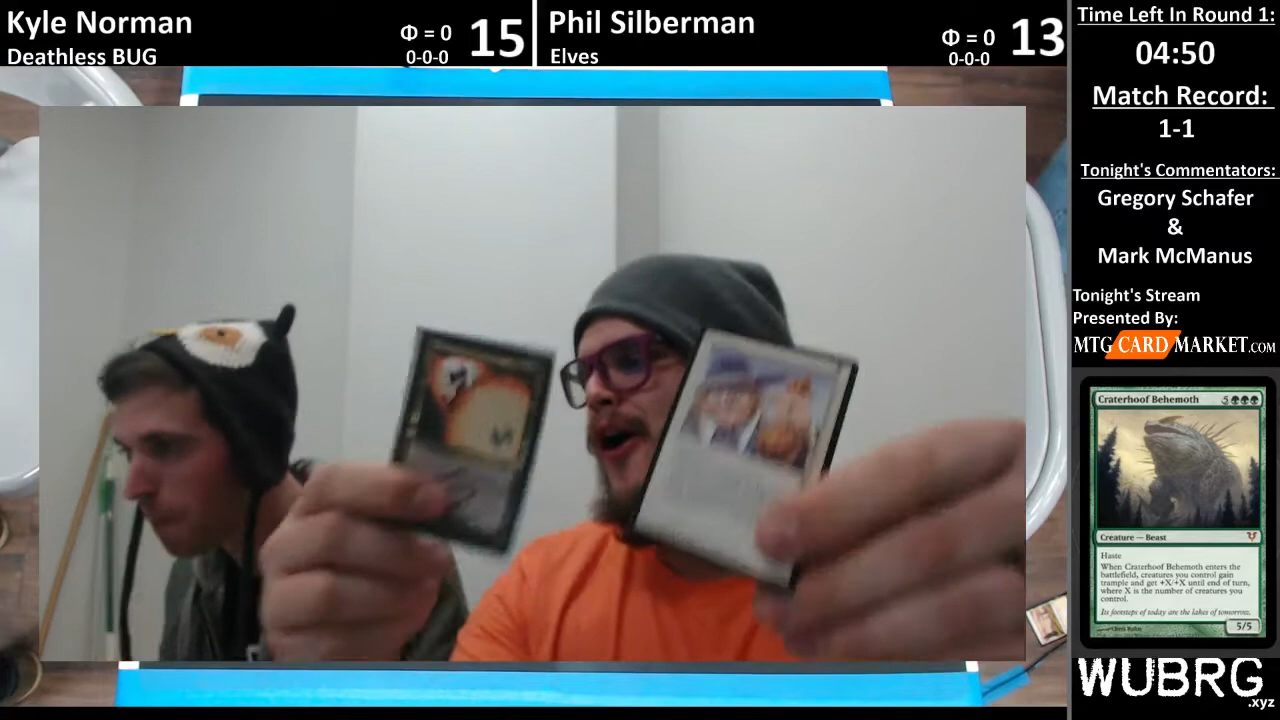 Kyle Norman
Deathless BUG
Φ = 0
0-0-0
15
Phil Silberman
Elves
Φ = 0
0-0-0
13
Time Left In Round 1:
04:50
Match Record:
1-1
Tonight's Commentators:
Gregory Schafer
&
Mark McManus
Tonight's Stream
Presented By:
MTG CARD MARKET.COM
Craterhoof Behemoth
5
Creature — Beast
Haste
When Craterhoof Behemoth enters the
battlefield, creatures you control gain
trample and get +X/+X until end of turn,
where X is the number of creatures you
control.
Its footsteps of today are the lakes of tomorrow.
5/5
WUBRG
.xyz